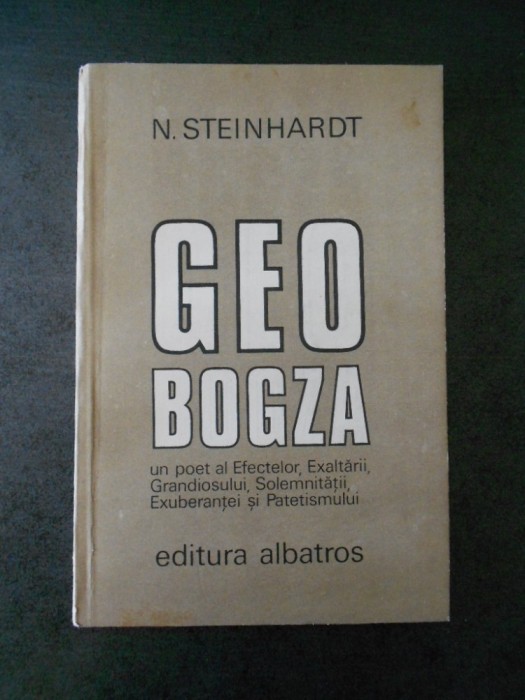 N. STEINHARDT
GEO
BOGZA
un poet al Efectelor, Exaltării,
Grandiosului, Solemnității,
Exuberanței și Patetismului
editura albatros